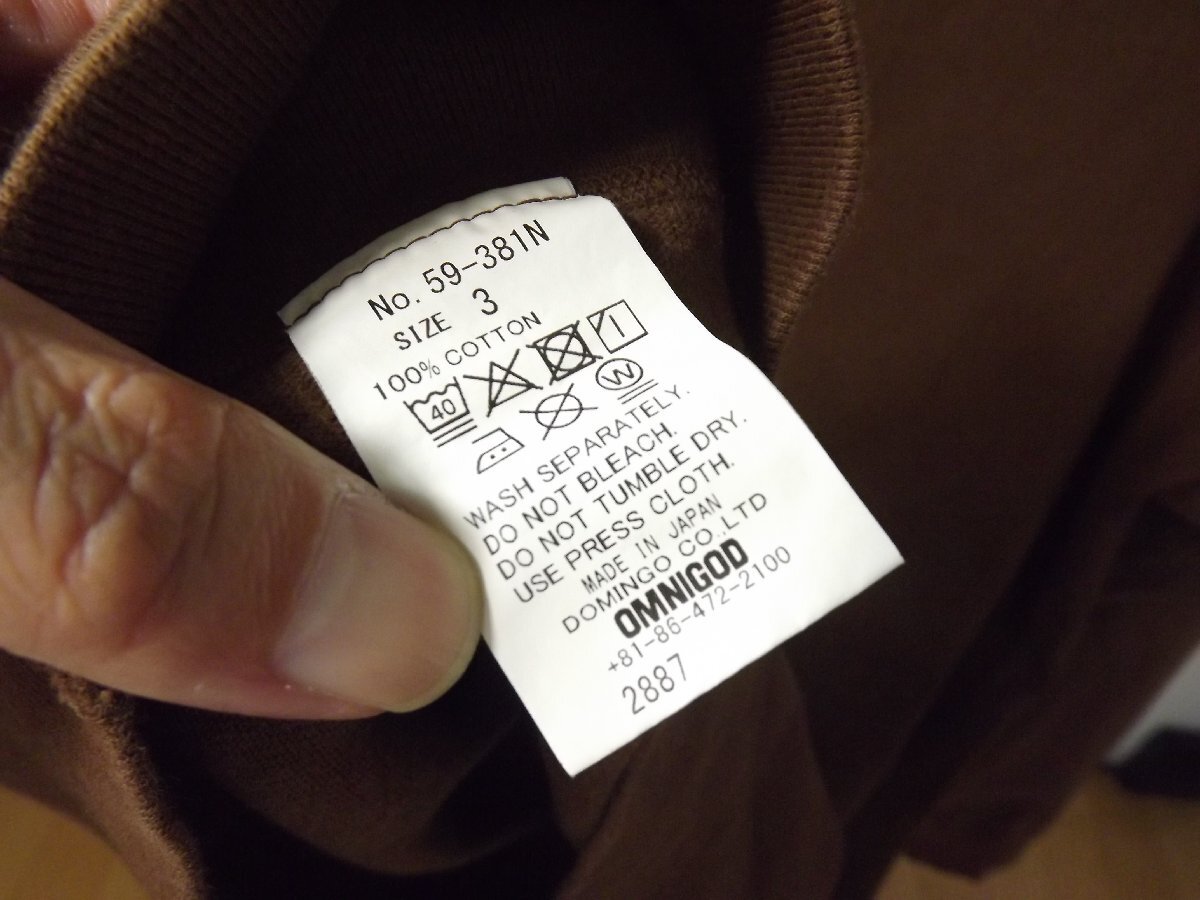 No. 59-381N
SIZE 3
100% COTTON
40
W
WASH SEPARATELY.
DO NOT BLEACH.
DO NOT TUMBLE DRY.
USE PRESS CLOTH.
MADE IN JAPAN
DOMINGO CO.,LTD
OMNIGOD
+81-86-472-2100
2887